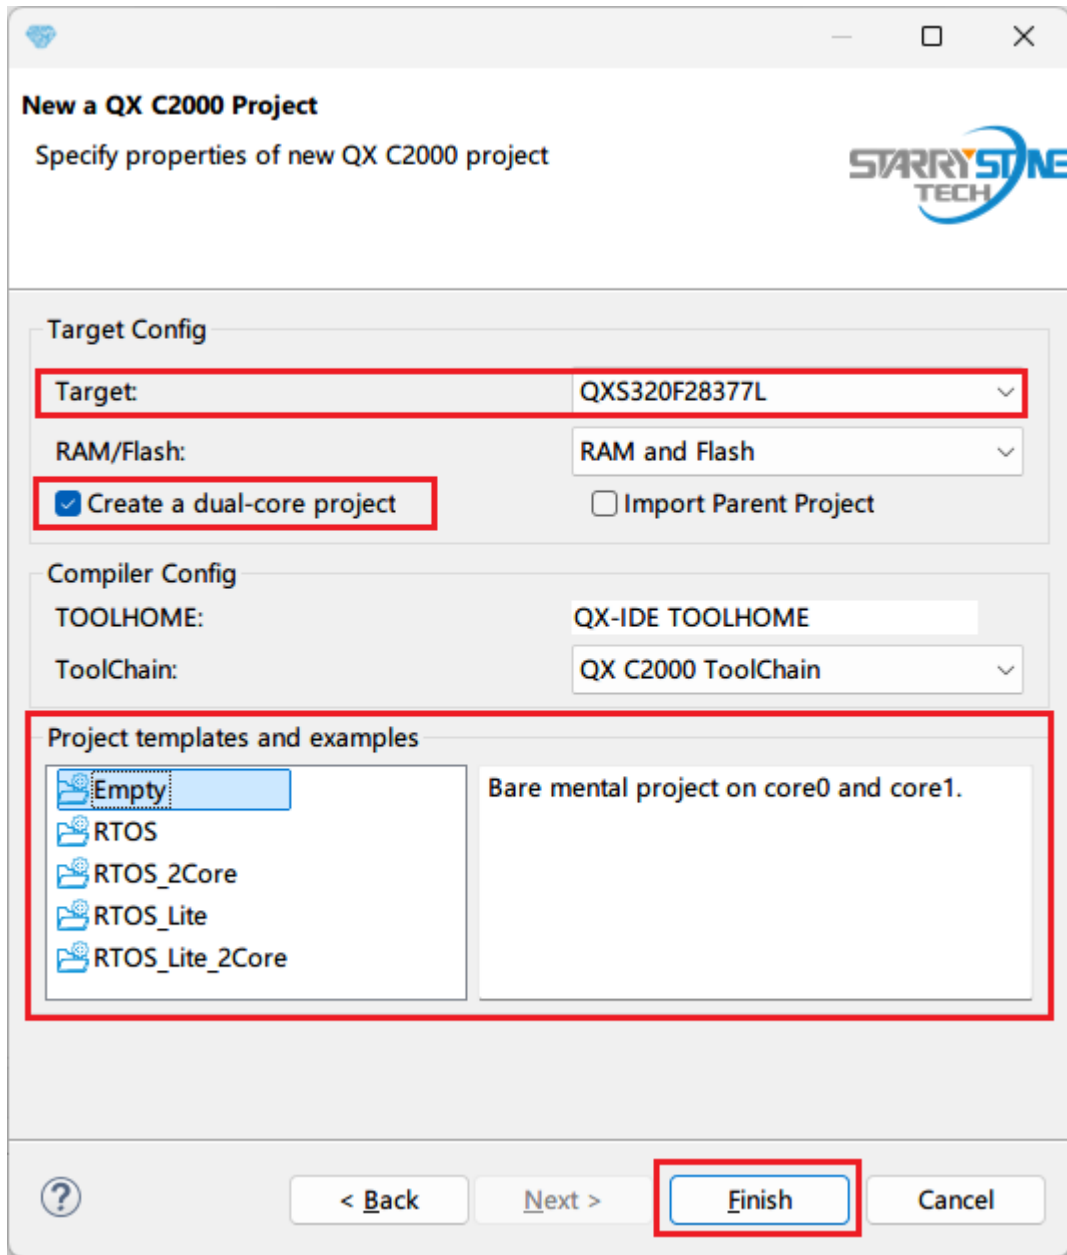 New a QX C2000 Project
Specify properties of new QX C2000 project
STARRYSTONE
TECH
Target Config
Target: QXS320F28377L
RAM/Flash: RAM and Flash
Create a dual-core project Import Parent Project
Compiler Config
TOOLHOME: QX-IDE TOOLHOME
ToolChain: QX C2000 ToolChain
Project templates and examples
Empty Bare mental project on core0 and core1.
RTOS
RTOS_2Core
RTOS_Lite
RTOS_Lite_2Core
? < Back Next > Finish Cancel